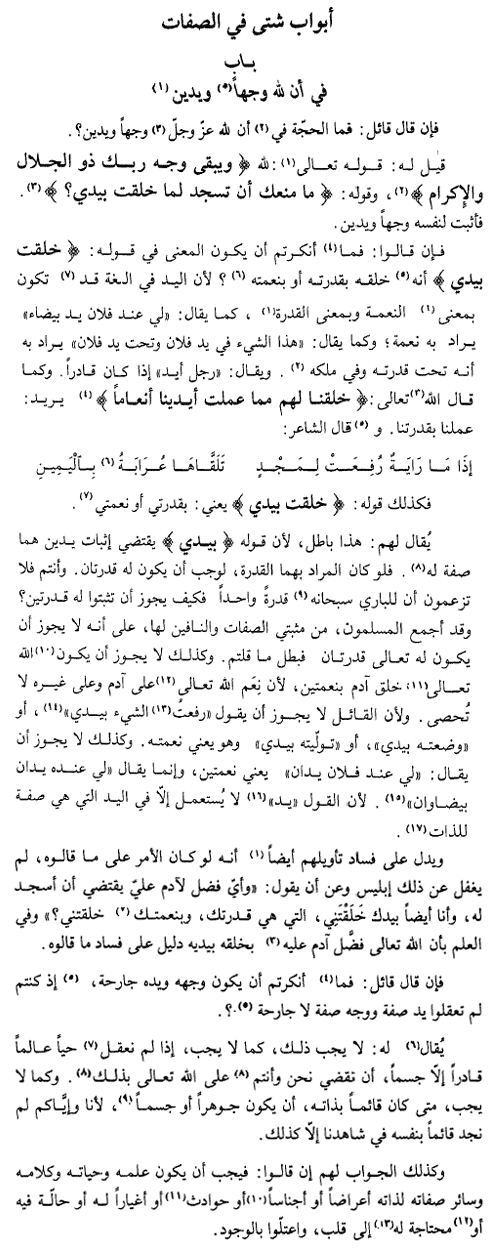 أبواب شتى في الصفات
باب
في أن لله وجهاً(٥) ويدين(١)
فإن قال قائل: فما الحجّة في(٢) أن لله عزّ وجلّ(٣) وجهاً ويدين؟.
قيل له: قوله تعالى(١): لله ﴿ ويبقى وجه ربك ذو الجلال
والإكرام ﴾(٢)، وقوله: ﴿ ما منعك أن تسجد لما خلقت بيدي؟ ﴾(٣).
فأثبت لنفسه وجهاً ويدين.
فإن قالوا: فما(٤) أنكرتم أن يكون المعنى في قوله: ﴿ خلقت
بيدي ﴾ أنه(٥) خلقه بقدرته أو بنعمته(٦)؟ لأن اليد في اللغة قد(٧) تكون
بمعنى(١) النعمة وبمعنى القدرة(١)، كما يقال: «لي عند فلان يد بيضاء»
يراد به نعمة؛ وكما يقال: «هذا الشيء في يد فلان وتحت يد فلان» يراد به
أنه تحت قدرته وفي ملكه(٢). ويقال: «رجل أيد» إذا كان قادراً. وكما
قال الله(٣) تعالى: ﴿ خلقنا لهم مما عملت أيدينا أنعاماً ﴾(٤) يريد:
عملنا بقدرتنا. و(٥) قال الشاعر:
إذَا مَا رَايَةٌ رُفِعَتْ لِمَجْدٍ تَلَقَّاهَا عُرَابَةُ(٦) بِالْيَمِينِ
فكذلك قوله: ﴿ خلقت بيدي ﴾ يعني: بقدرتي أو نعمتي(٧).
يُقال لهم: هذا باطل، لأن قوله ﴿ بيدي ﴾ يقتضي إثبات يدين هما
صفة له(٨). فلو كان المراد بهما القدرة، لوجب أن يكون له قدرتان. وأنتم فلا
تزعمون أن للباري سبحانه(٩) قدرةً واحداً فكيف يجوز أن تثبتوا له قدرتين؟
وقد أجمع المسلمون، من مثبتي الصفات والنافين لها، على أنه لا يجوز أن
يكون له تعالى قدرتان فبطل ما قلتم. وكذلك لا يجوز أن يكون(١٠) الله
تعالى(١١) خلق آدم بنعمتين، لأن نِعَم الله تعالى(١٢) على آدم وعلى غيره لا
تُحصى. ولأن القائل لا يجوز أن يقول «رفعتُ(١٣) الشيء بيدي»(١٤)، أو
«وضعته بيدي»، أو «تولّيته بيدي» وهو يعني نعمته. وكذلك لا يجوز أن
يقال: «لي عند فلان يدان» يعني نعمتين، وإنما يقال «لي عنده يدان
بيضاوان»(١٥). لأن القول «يد»(١٦) لا يُستعمل إلّا في اليد التي هي صفة
للذات(١٧).
ويدل على فساد تأويلهم أيضاً(١) أنه لو كان الأمر على ما قالوه، لم
يغفل عن ذلك إبليس وعن أن يقول: «وأيّ فضل لآدم عليّ يقتضي أن أسجد
له، وأنا أيضاً بيدك خَلَقْتَنِي، التي هي قدرتك، وبنعمتك(٢) خلقتني؟» وفي
العلم بأن الله تعالى فضَّل آدم عليه(٣) بخلقه بيديه دليل على فساد ما قالوه.
فإن قال قائل: فما(٤) أنكرتم أن يكون وجهه ويده جارحة، (٥) إذ كنتم
لم تعقلوا يد صفة ووجه صفة لا جارحة(٥).؟.
يُقال(٦) له: لا يجب ذلك، كما لا يجب، إذا لم نعقل(٧) حياً عالماً
قادراً إلّا جسماً، أن نقضي نحن وأنتم(٨) على الله تعالى بذلك(٨). وكما لا
يجب، متى كان قائماً بذاته، أن يكون جوهراً أو جسماً(٩)، لأنا وإيَّاكم لم
نجد قائماً بنفسه في شاهدنا إلّا كذلك.
وكذلك الجواب لهم إن قالوا: فيجب أن يكون علمه وحياته وكلامه
وسائر صفاته لذاته أعراضاً أو أجناساً(١٠) أو حوادث(١١) أو أغياراً له أو حالّة فيه
أو(١٢) محتاجة له(١٣) إلى قلب، واعتلّوا بالوجود.